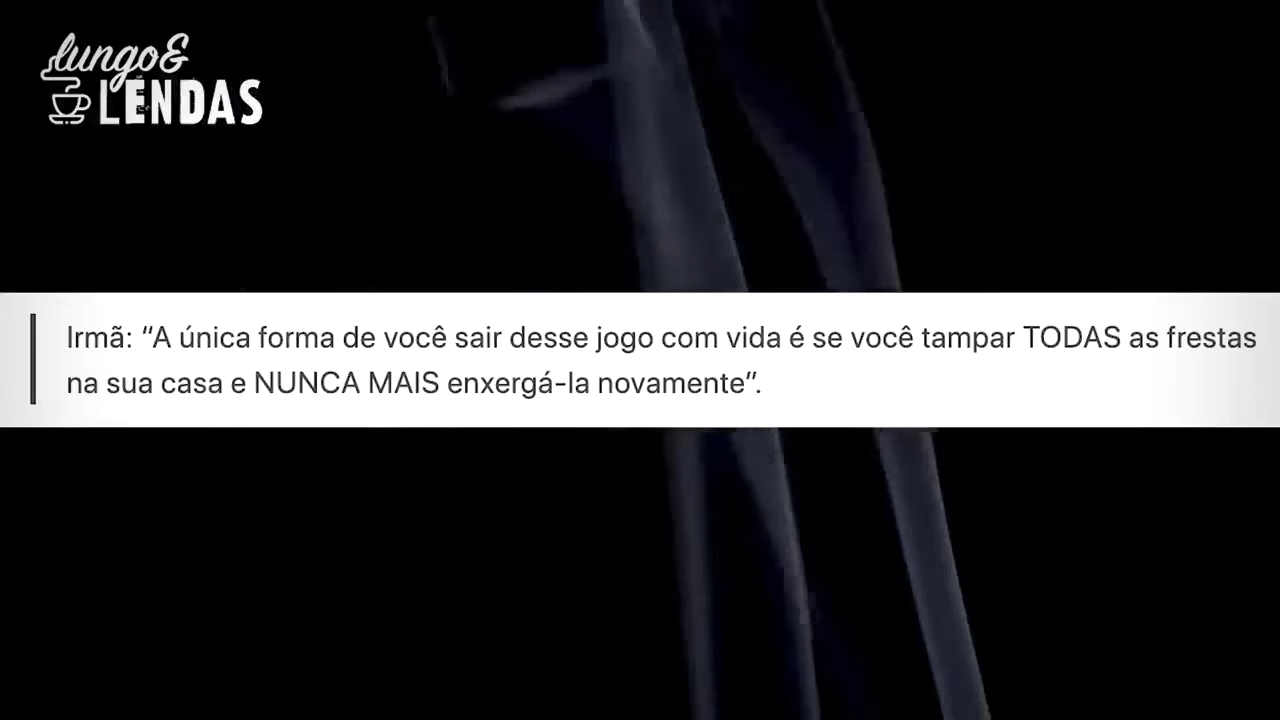 lungo&
LENDAS
Irmã: “A única forma de você sair desse jogo com vida é se você tampar TODAS as frestas
na sua casa e NUNCA MAIS enxergá-la novamente”.